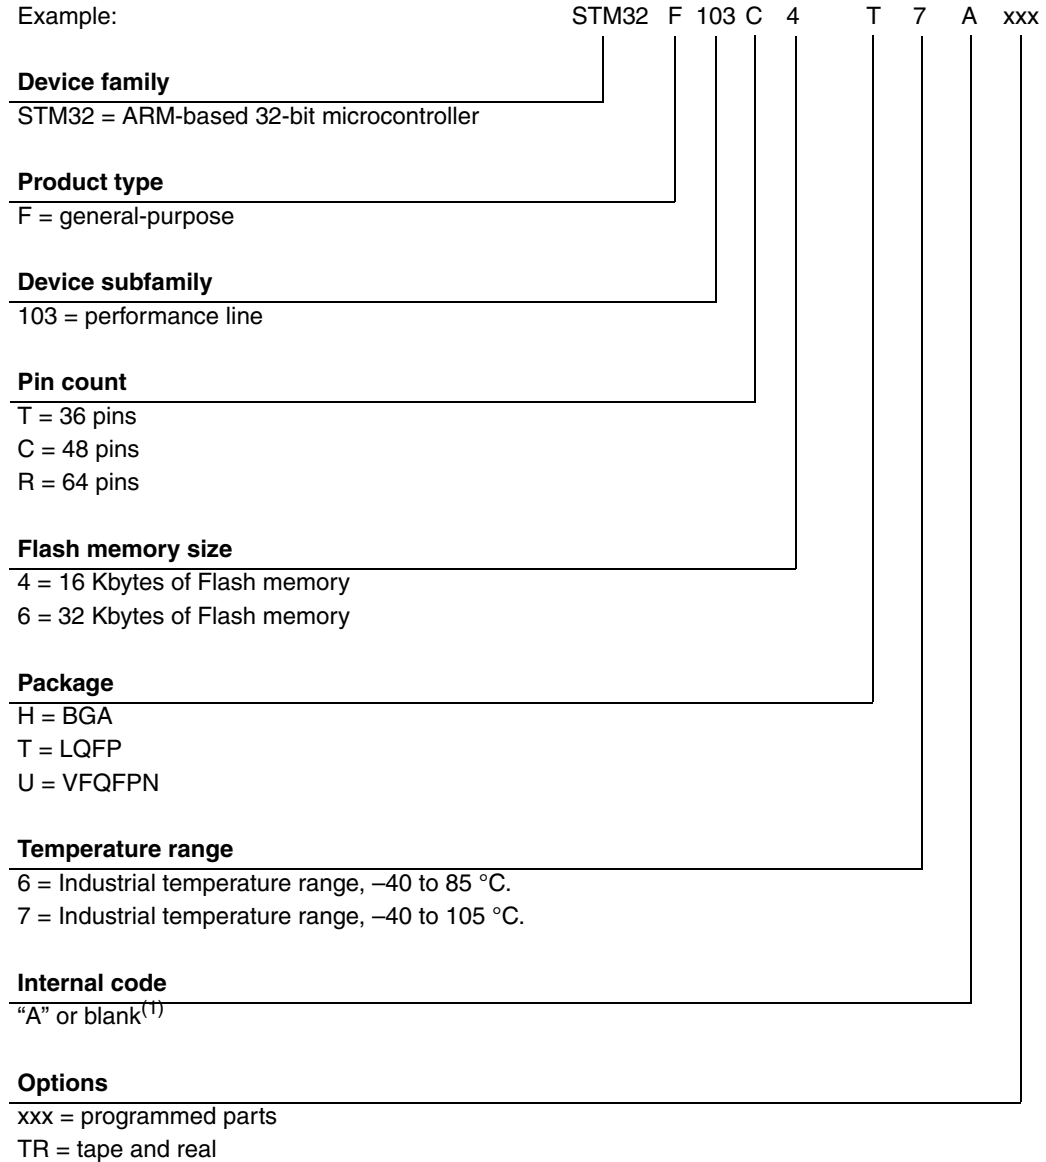 Example: STM32 F 103 C 4 T 7 A xxx
Device family
STM32 = ARM-based 32-bit microcontroller
Product type
F = general-purpose
Device subfamily
103 = performance line
Pin count
T = 36 pins
C = 48 pins
R = 64 pins
Flash memory size
4 = 16 Kbytes of Flash memory
6 = 32 Kbytes of Flash memory
Package
H = BGA
T = LQFP
U = VFQFPN
Temperature range
6 = Industrial temperature range, –40 to 85 °C.
7 = Industrial temperature range, –40 to 105 °C.
Internal code
“A” or blank(1)
Options
xxx = programmed parts
TR = tape and real